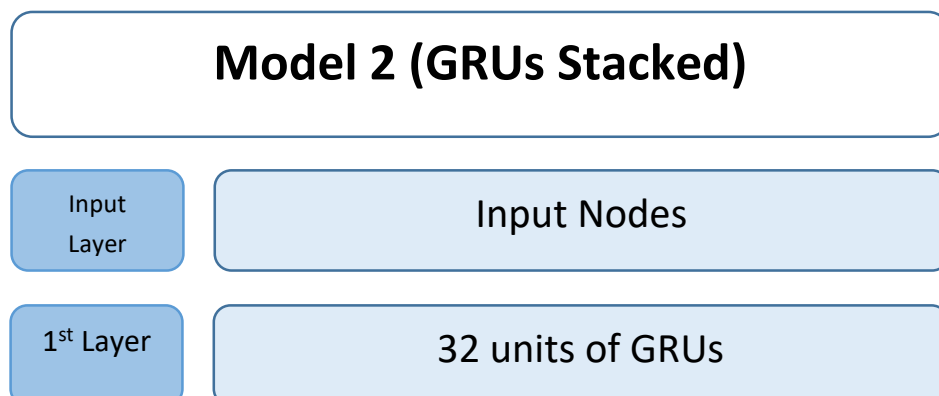 Model 2 (GRUs Stacked)
Input
Layer
Input Nodes
1st Layer
32 units of GRUs